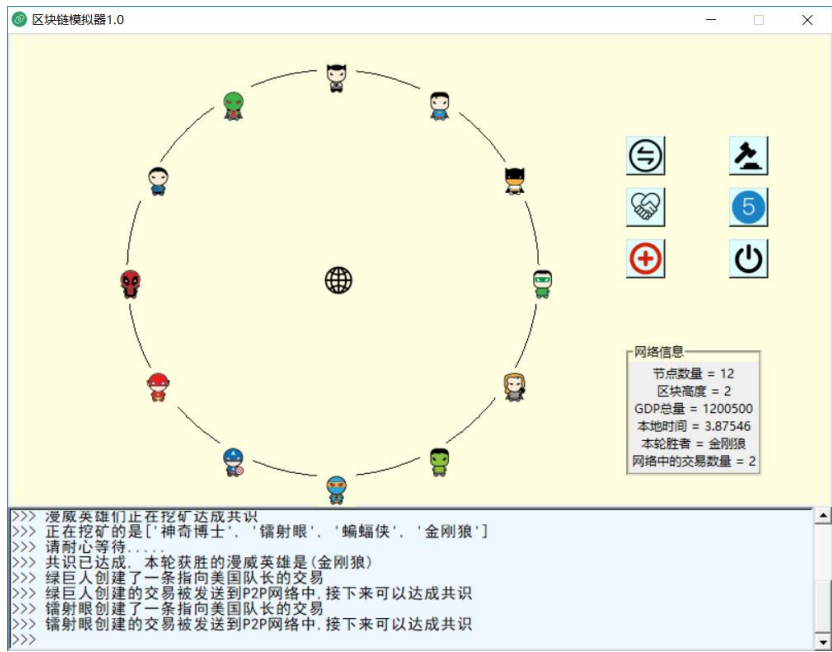 区块链模拟器1.0
5
网络信息
节点数量 = 12
区块高度 = 2
GDP总量 = 1200500
本地时间 = 3.87546
本轮胜者 = 金刚狼
网络中的交易数量 = 2
>>> 漫威英雄们正在挖矿达成共识
>>> 正在挖矿的是['神奇博士', '镭射眼', '蝙蝠侠', '金刚狼']
>>> 请耐心等待.....
>>> 共识已达成, 本轮获胜的漫威英雄是(金刚狼)
>>> 绿巨人创建了一条指向美国队长的交易
>>> 绿巨人创建的交易被发送到P2P网络中,接下来可以达成共识
>>> 镭射眼创建了一条指向美国队长的交易
>>> 镭射眼创建的交易被发送到P2P网络中,接下来可以达成共识
>>>